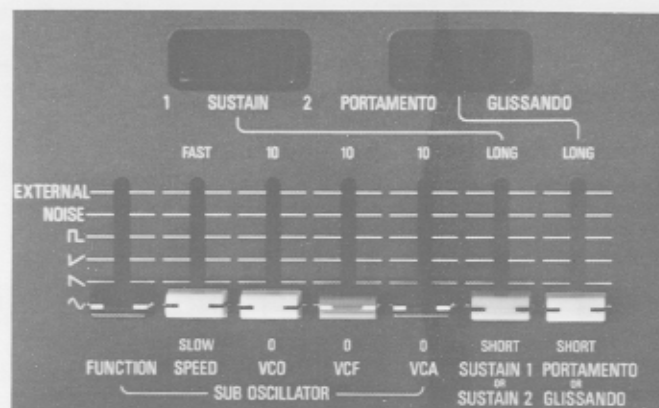 1 SUSTAIN 2 PORTAMENTO GLISSANDO
FAST 10 10 10 LONG LONG
EXTERNAL
NOISE
SLOW 0 0 0 SHORT SHORT
FUNCTION SPEED VCO VCF VCA SUSTAIN 1 PORTAMENTO
OR OR
SUB OSCILLATOR SUSTAIN 2 GLISSANDO